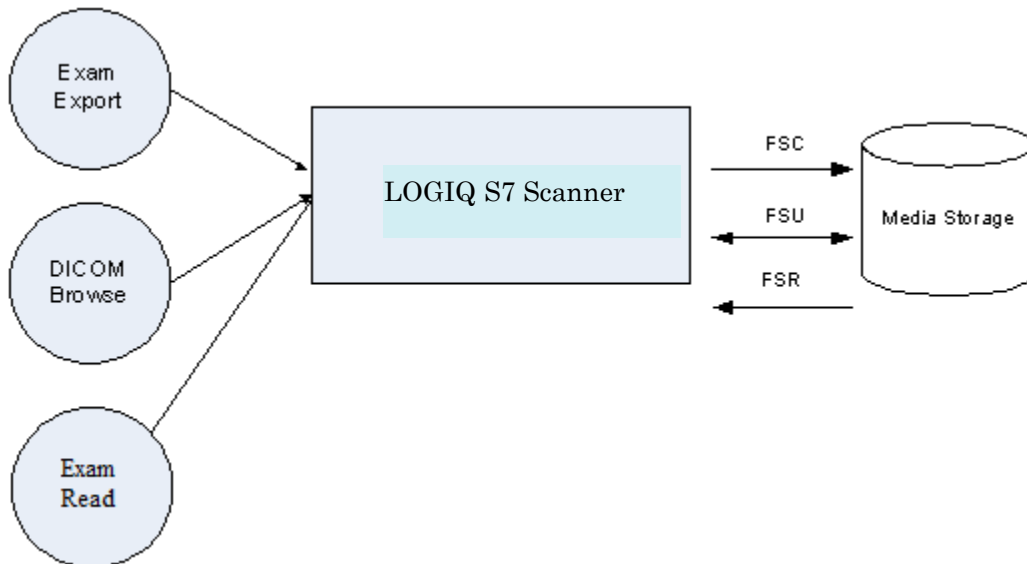 Exam
Export
DICOM
Browse
Exam
Read
LOGIQ S7 Scanner
FSC
FSU
FSR
Media Storage